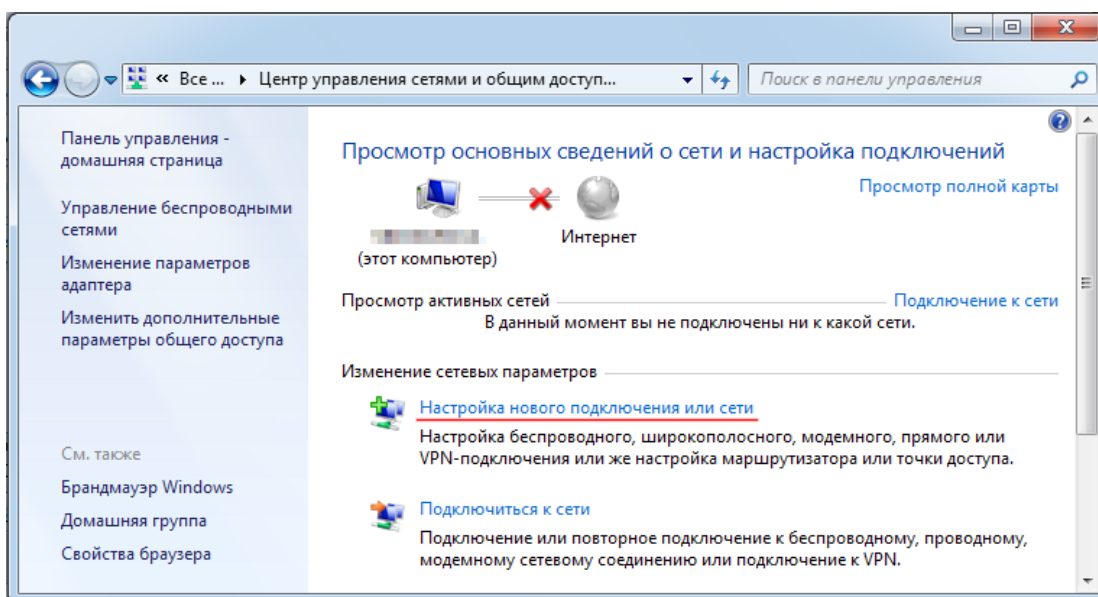 « Все ... ▸ Центр управления сетями и общим доступ...
Поиск в панели управления
Панель управления -
домашняя страница
Управление беспроводными
сетями
Изменение параметров
адаптера
Изменить дополнительные
параметры общего доступа
См. также
Брандмауэр Windows
Домашняя группа
Свойства браузера
Просмотр основных сведений о сети и настройка подключений
Просмотр полной карты
Интернет
(этот компьютер)
Просмотр активных сетей
Подключение к сети
В данный момент вы не подключены ни к какой сети.
Изменение сетевых параметров
Настройка нового подключения или сети
Настройка беспроводного, широкополосного, модемного, прямого или
VPN-подключения или же настройка маршрутизатора или точки доступа.
Подключиться к сети
Подключение или повторное подключение к беспроводному, проводному,
модемному сетевому соединению или подключение к VPN.